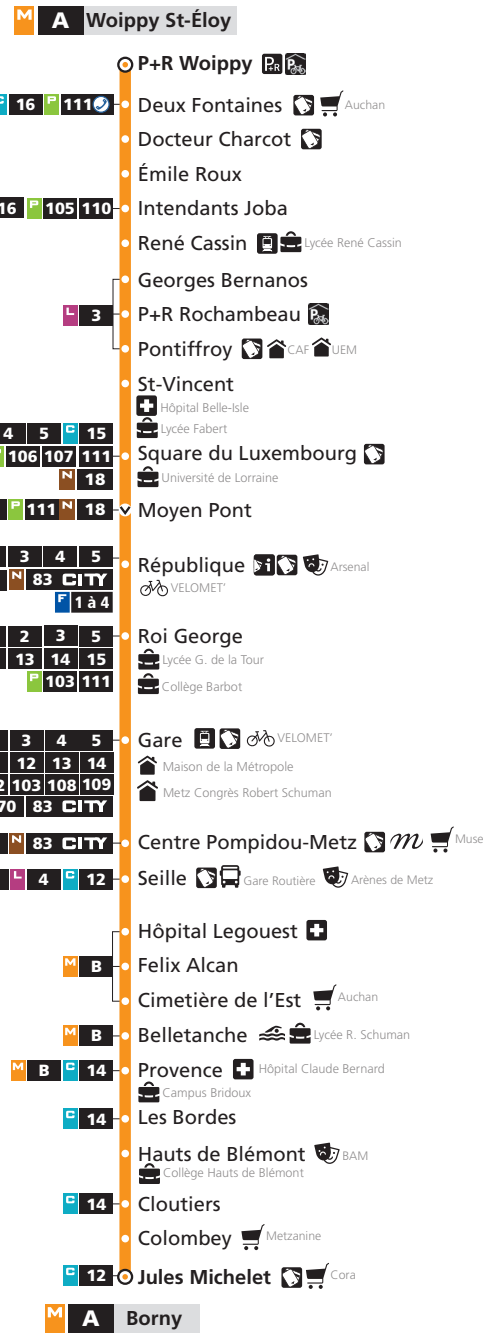 M A Woippy St-Éloy
P+R Woippy P+R P
C 16 P 111 Deux Fontaines Auchan
Docteur Charcot
Émile Roux
16 P 105 110 Intendants Joba
René Cassin Lycée René Cassin
Georges Bernanos
L 3 P+R Rochambeau P
Pontiffroy CAF UEM
St-Vincent
Hôpital Belle-Isle
4 5 C 15 Lycée Fabert
106 107 111 Square du Luxembourg
N 18 Université de Lorraine
P 111 N 18 Moyen Pont
3 4 5 République i Arsenal
N 83 CITY VELOMET'
F 1 à 4
2 3 5 Roi George
13 14 15 Lycée G. de la Tour
P 103 111 Collège Barbot
3 4 5 Gare VELOMET'
12 13 14 Maison de la Métropole
2 103 108 109 Metz Congrès Robert Schuman
70 83 CITY
N 83 CITY Centre Pompidou-Metz m Muse
L 4 C 12 Seille Gare Routière Arènes de Metz
Hôpital Legouest
M B Felix Alcan
Cimetière de l'Est Auchan
M B Belletanche Lycée R. Schuman
M B C 14 Provence Hôpital Claude Bernard
Campus Bridoux
C 14 Les Bordes
Hauts de Blémont BAM
Collège Hauts de Blémont
C 14 Cloutiers
Colombey Metzanine
C 12 Jules Michelet Cora
M A Borny